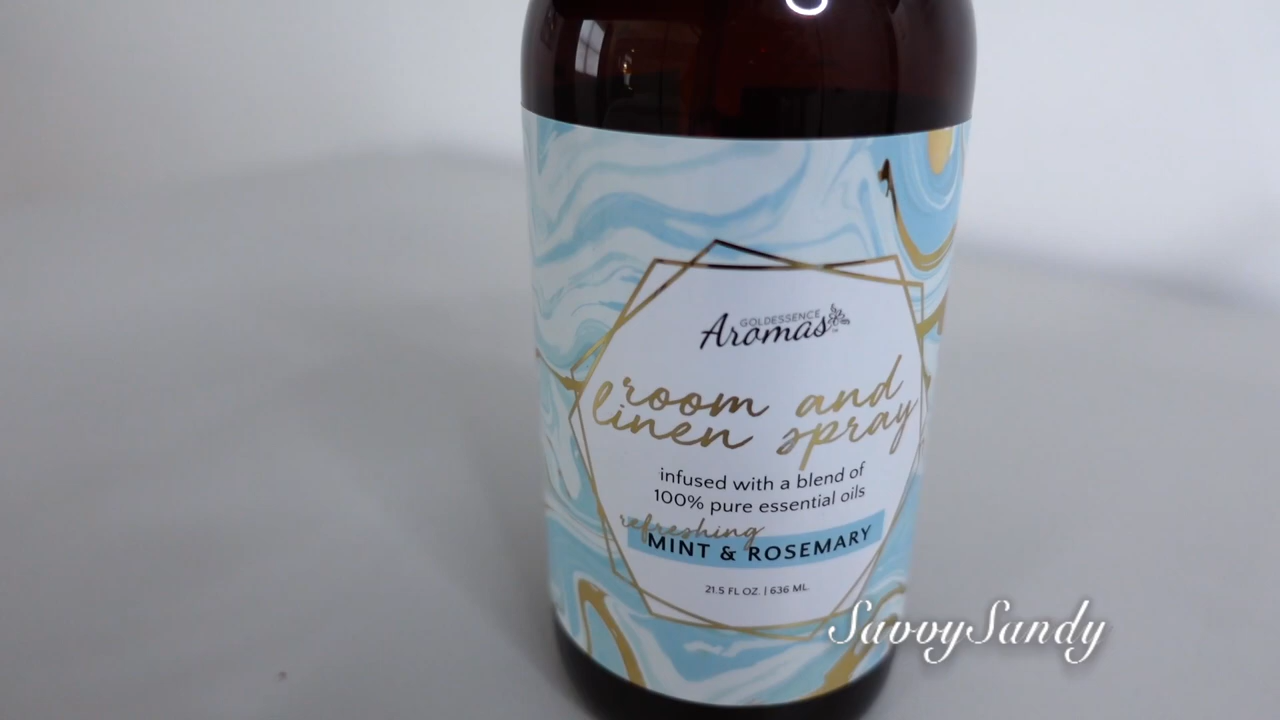 GOLDESSENCE
Aromas™
room and
linen spray
infused with a blend of
100% pure essential oils
refreshing
MINT & ROSEMARY
21.5 FL OZ. | 636 ML.
SavvySandy